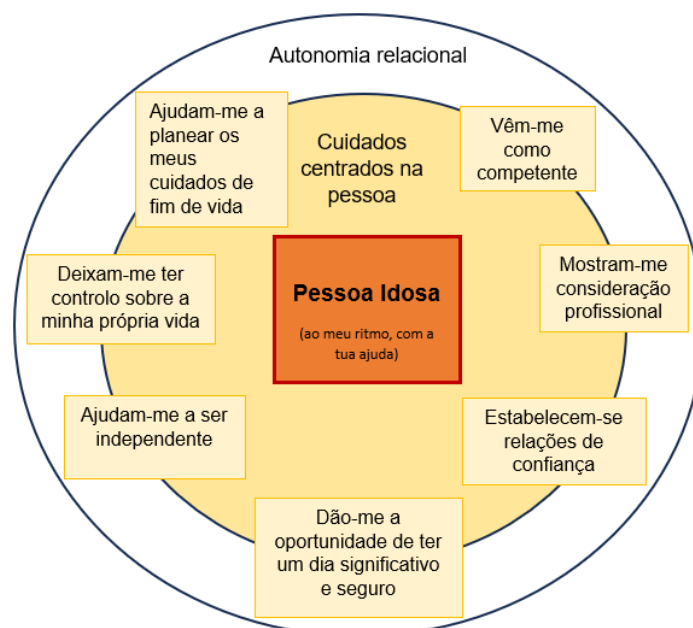 Autonomia relacional
Ajudam-me a
planear os
meus
cuidados de
fim de vida
Cuidados
centrados na
pessoa
Vêm-me
como
competente
Deixam-me ter
controlo sobre a
minha própria vida
Pessoa Idosa
(ao meu ritmo, com a
tua ajuda)
Mostram-me
consideração
profissional
Ajudam-me a ser
independente
Estabelecem-se
relações de
confiança
Dão-me a
oportunidade de ter
um dia significativo
e seguro